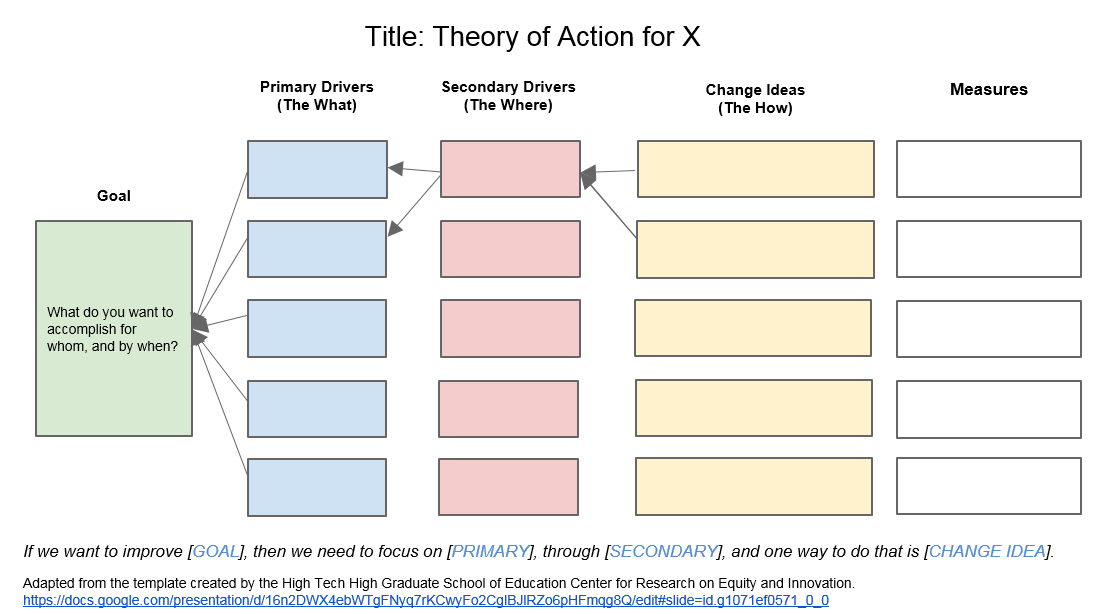 Title: Theory of Action for X
Primary Drivers
(The What)
Secondary Drivers
(The Where)
Change Ideas
(The How)
Measures
Goal
What do you want to
accomplish for
whom, and by when?
If we want to improve [GOAL], then we need to focus on [PRIMARY], through [SECONDARY], and one way to do that is [CHANGE IDEA].
Adapted from the template created by the High Tech High Graduate School of Education Center for Research on Equity and Innovation.
https://docs.google.com/presentation/d/16n2DWX4ebWTgFNyq7rKCwyFo2CglBJlRZo6pHFmqg8Q/edit#slide=id.g1071ef0571_0_0